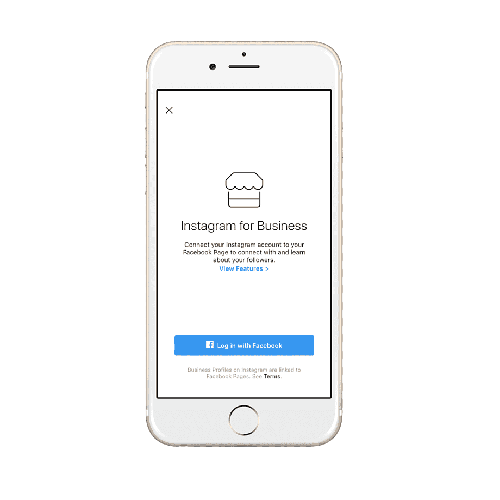 Instagram for Business
Connect your Instagram account to your
Facebook Page to connect with and learn
about your followers.
View Features >
Log in with Facebook
Business Profiles on Instagram are linked to
Facebook Pages. See Terms.